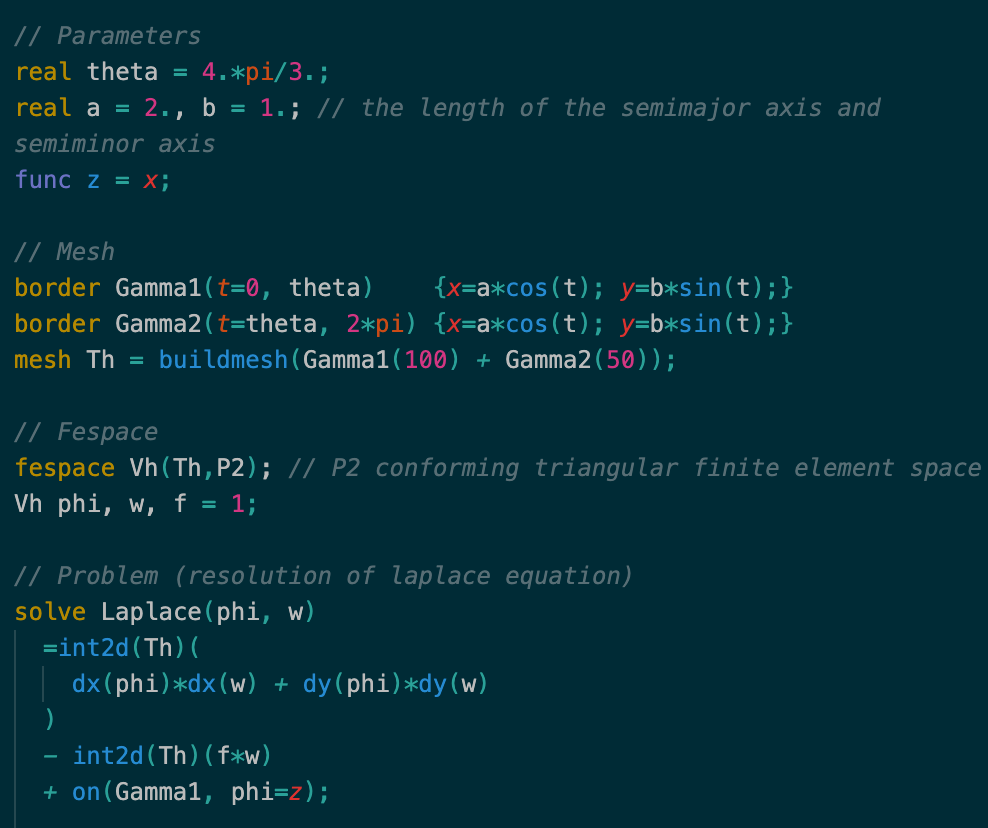 // Parameters
real theta = 4.*pi/3.;
real a = 2., b = 1.; // the length of the semimajor axis and
semiminor axis
func z = x;
// Mesh
border Gamma1(t=0, theta)    {x=a*cos(t); y=b*sin(t);}
border Gamma2(t=theta, 2*pi) {x=a*cos(t); y=b*sin(t);}
mesh Th = buildmesh(Gamma1(100) + Gamma2(50));
// Fespace
fespace Vh(Th,P2); // P2 conforming triangular finite element space
Vh phi, w, f = 1;
// Problem (resolution of laplace equation)
solve Laplace(phi, w)
=int2d(Th)(
dx(phi)*dx(w) + dy(phi)*dy(w)
)
- int2d(Th)(f*w)
+ on(Gamma1, phi=z);